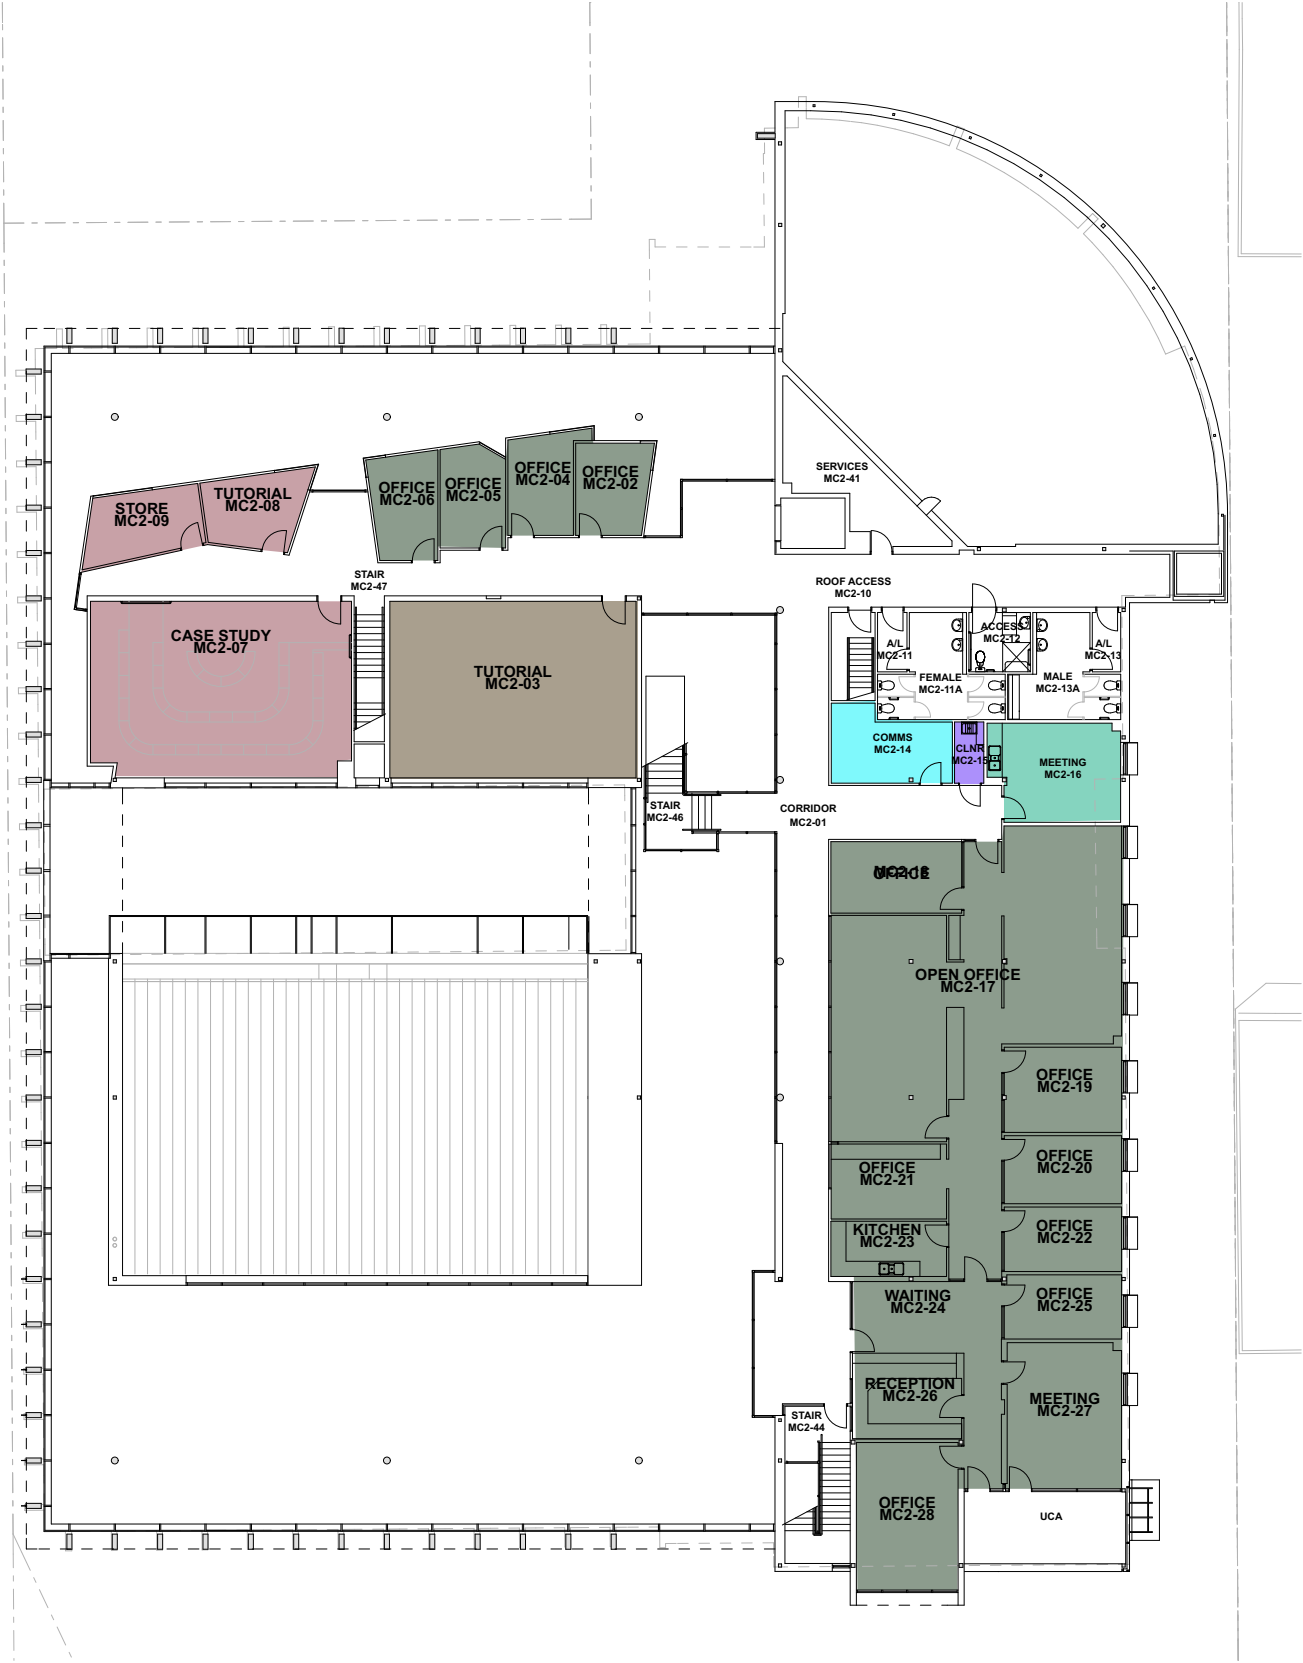 SERVICES
MC2-41
OFFICE
MC2-04
OFFICE
MC2-02
OFFICE
MC2-05
OFFICE
MC2-06
TUTORIAL
MC2-08
STORE
MC2-09
STAIR
MC2-47
ROOF ACCESS
MC2-10
CASE STUDY
MC2-07
TUTORIAL
MC2-03
A/L
MC2-11
ACCESS
MC2-12
A/L
MC2-13
FEMALE
MC2-11A
MALE
MC2-13A
COMMS
MC2-14
CLNR
MC2-15
MEETING
MC2-16
STAIR
MC2-46
CORRIDOR
MC2-01
MC2-18
OFFICE
OPEN OFFICE
MC2-17
OFFICE
MC2-19
OFFICE
MC2-20
OFFICE
MC2-21
OFFICE
MC2-22
KITCHEN
MC2-23
WAITING
MC2-24
OFFICE
MC2-25
RECEPTION
MC2-26
MEETING
MC2-27
STAIR
MC2-44
OFFICE
MC2-28
UCA